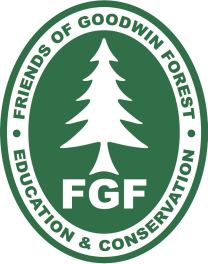 FRIENDS OF GOODWIN FOREST
FGF
• EDUCATION & CONSERVATION •